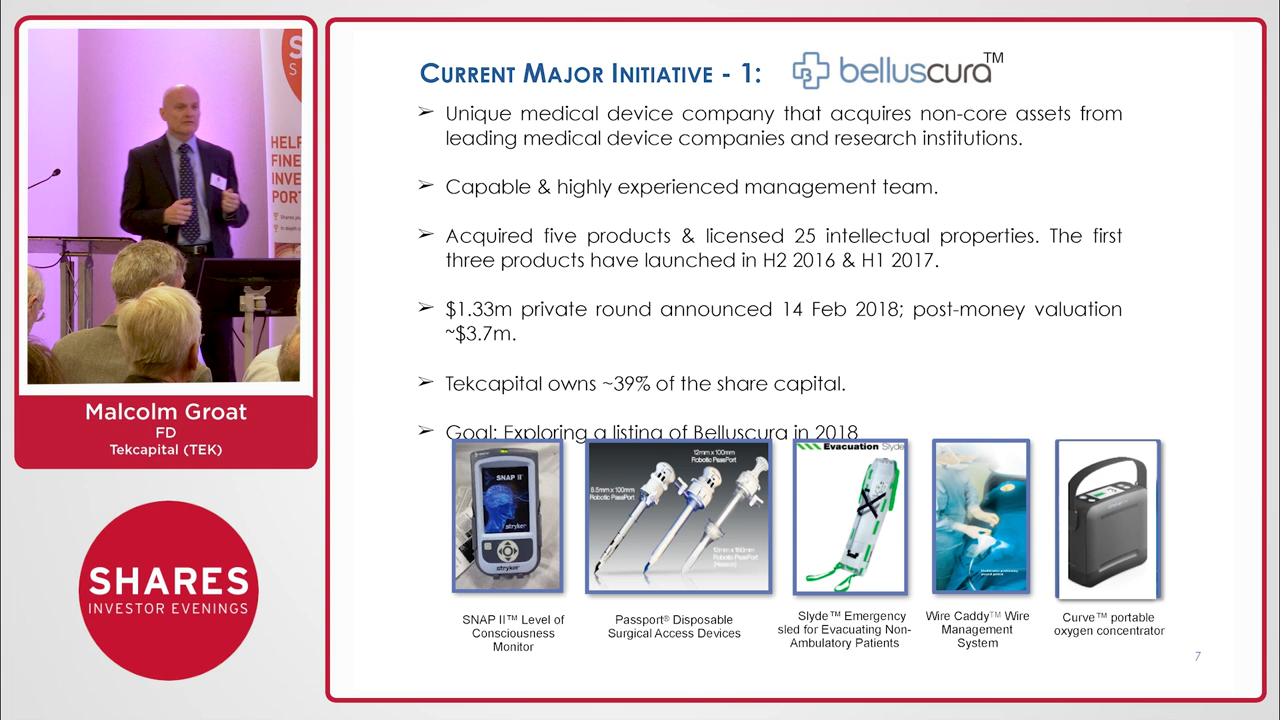 CURRENT MAJOR INITIATIVE - 1:
belluscura™
➢ Unique medical device company that acquires non-core assets from
leading medical device companies and research institutions.
➢ Capable & highly experienced management team.
➢ Acquired five products & licensed 25 intellectual properties. The first
three products have launched in H2 2016 & H1 2017.
➢ $1.33m private round announced 14 Feb 2018; post-money valuation
~$3.7m.
➢ Tekcapital owns ~39% of the share capital.
➢ Goal: Exploring a listing of Belluscura in 2018
SNAP II
stryker
stryker
12mm x 100mm
Robotic PassPort
8.5mm x 100mm
Robotic PassPort
12mm x 150mm
Robotic PassPort
Evacuation Slyde
SNAP II™ Level of
Consciousness
Monitor
Passport® Disposable
Surgical Access Devices
Slyde™ Emergency
sled for Evacuating Non-
Ambulatory Patients
Wire Caddy™ Wire
Management
System
Curve™ portable
oxygen concentrator
7
S
S
HELP
FINE
INVE
PORT
Malcolm Groat
FD
Tekcapital (TEK)
SHARES
INVESTOR EVENINGS